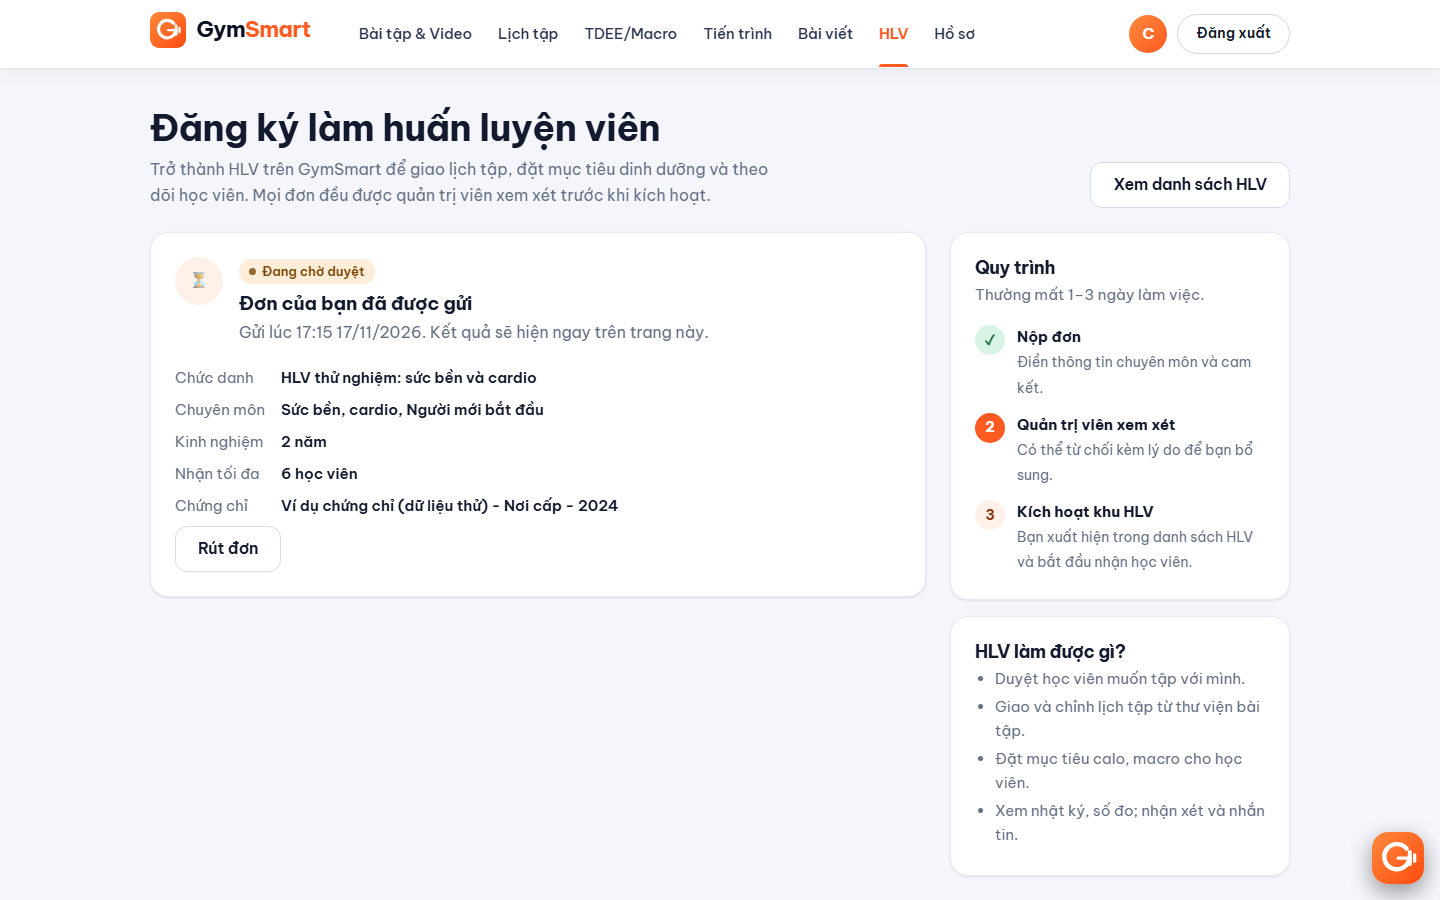 GymSmart
Bài tập & Video
Lịch tập
TDEE/Macro
Tiến trình
Bài viết
HLV
Hồ sơ
C
Đăng xuất
Đăng ký làm huấn luyện viên
Trở thành HLV trên GymSmart để giao lịch tập, đặt mục tiêu dinh dưỡng và theo
dõi học viên. Mọi đơn đều được quản trị viên xem xét trước khi kích hoạt.
Xem danh sách HLV
Đang chờ duyệt
Đơn của bạn đã được gửi
Gửi lúc 17:15 17/11/2026. Kết quả sẽ hiện ngay trên trang này.
Chức danh HLV thử nghiệm: sức bền và cardio
Chuyên môn Sức bền, cardio, Người mới bắt đầu
Kinh nghiệm 2 năm
Nhận tối đa 6 học viên
Chứng chỉ Ví dụ chứng chỉ (dữ liệu thử) - Nơi cấp - 2024
Rút đơn
Quy trình
Thường mất 1–3 ngày làm việc.
✓ Nộp đơn
Điền thông tin chuyên môn và cam
kết.
2 Quản trị viên xem xét
Có thể từ chối kèm lý do để bạn bổ
sung.
3 Kích hoạt khu HLV
Bạn xuất hiện trong danh sách HLV
và bắt đầu nhận học viên.
HLV làm được gì?
• Duyệt học viên muốn tập với mình.
• Giao và chỉnh lịch tập từ thư viện bài
tập.
• Đặt mục tiêu calo, macro cho học
viên.
• Xem nhật ký, số đo; nhận xét và nhắn
tin.